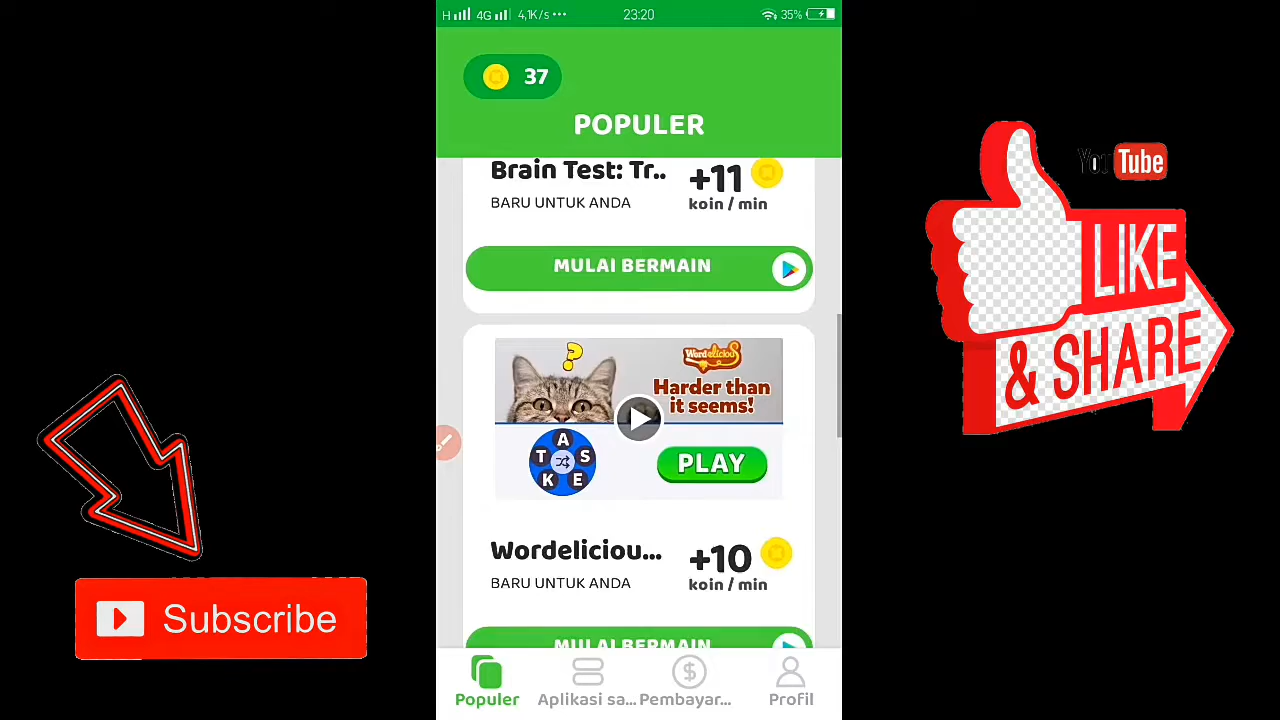 H 4G 4,1K/s ••• 23:20 35%
37
POPULER
Brain Test: Tr..
+11
BARU UNTUK ANDA
koin / min
MULAI BERMAIN
?
Wordelicious
Harder than
it seems!
A
T S
K E
PLAY
Wordeliciou...
+10
BARU UNTUK ANDA
koin / min
MULAI BERMAIN
Populer
Aplikasi sa...
Pembayar...
Profil
Subscribe
YouTube
LIKE
& SHARE